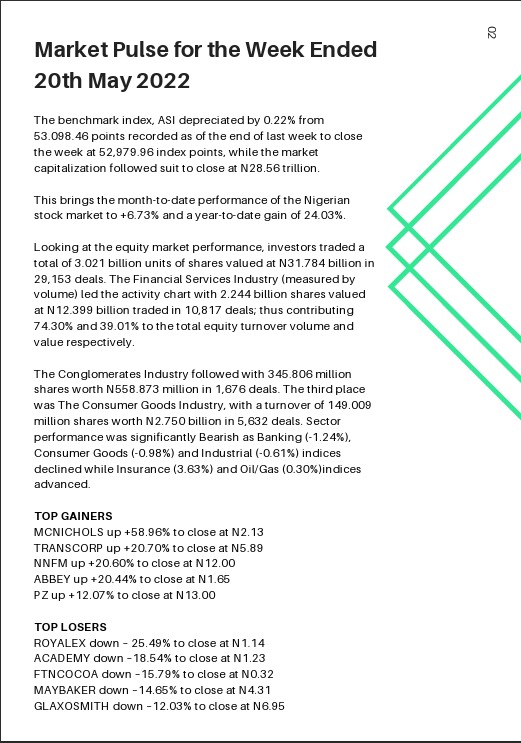 02
Market Pulse for the Week Ended
20th May 2022
The benchmark index, ASI depreciated by 0.22% from
53.098.46 points recorded as of the end of last week to close
the week at 52,979.96 index points, while the market
capitalization followed suit to close at N28.56 trillion.
This brings the month-to-date performance of the Nigerian
stock market to +6.73% and a year-to-date gain of 24.03%.
Looking at the equity market performance, investors traded a
total of 3.021 billion units of shares valued at N31.784 billion in
29,153 deals. The Financial Services Industry (measured by
volume) led the activity chart with 2.244 billion shares valued
at N12.399 billion traded in 10,817 deals; thus contributing
74.30% and 39.01% to the total equity turnover volume and
value respectively.
The Conglomerates Industry followed with 345.806 million
shares worth N558.873 million in 1,676 deals. The third place
was The Consumer Goods Industry, with a turnover of 149.009
million shares worth N2.750 billion in 5,632 deals. Sector
performance was significantly Bearish as Banking (-1.24%),
Consumer Goods (-0.98%) and Industrial (-0.61%) indices
declined while Insurance (3.63%) and Oil/Gas (0.30%)indices
advanced.
TOP GAINERS
MCNICHOLS up +58.96% to close at N2.13
TRANSCORP up +20.70% to close at N5.89
NNFM up +20.60% to close at N12.00
ABBEY up +20.44% to close at N1.65
PZ up +12.07% to close at N13.00
TOP LOSERS
ROYALEX down – 25.49% to close at N1.14
ACADEMY down –18.54% to close at N1.23
FTNCOCOA down –15.79% to close at N0.32
MAYBAKER down –14.65% to close at N4.31
GLAXOSMITH down –12.03% to close at N6.95